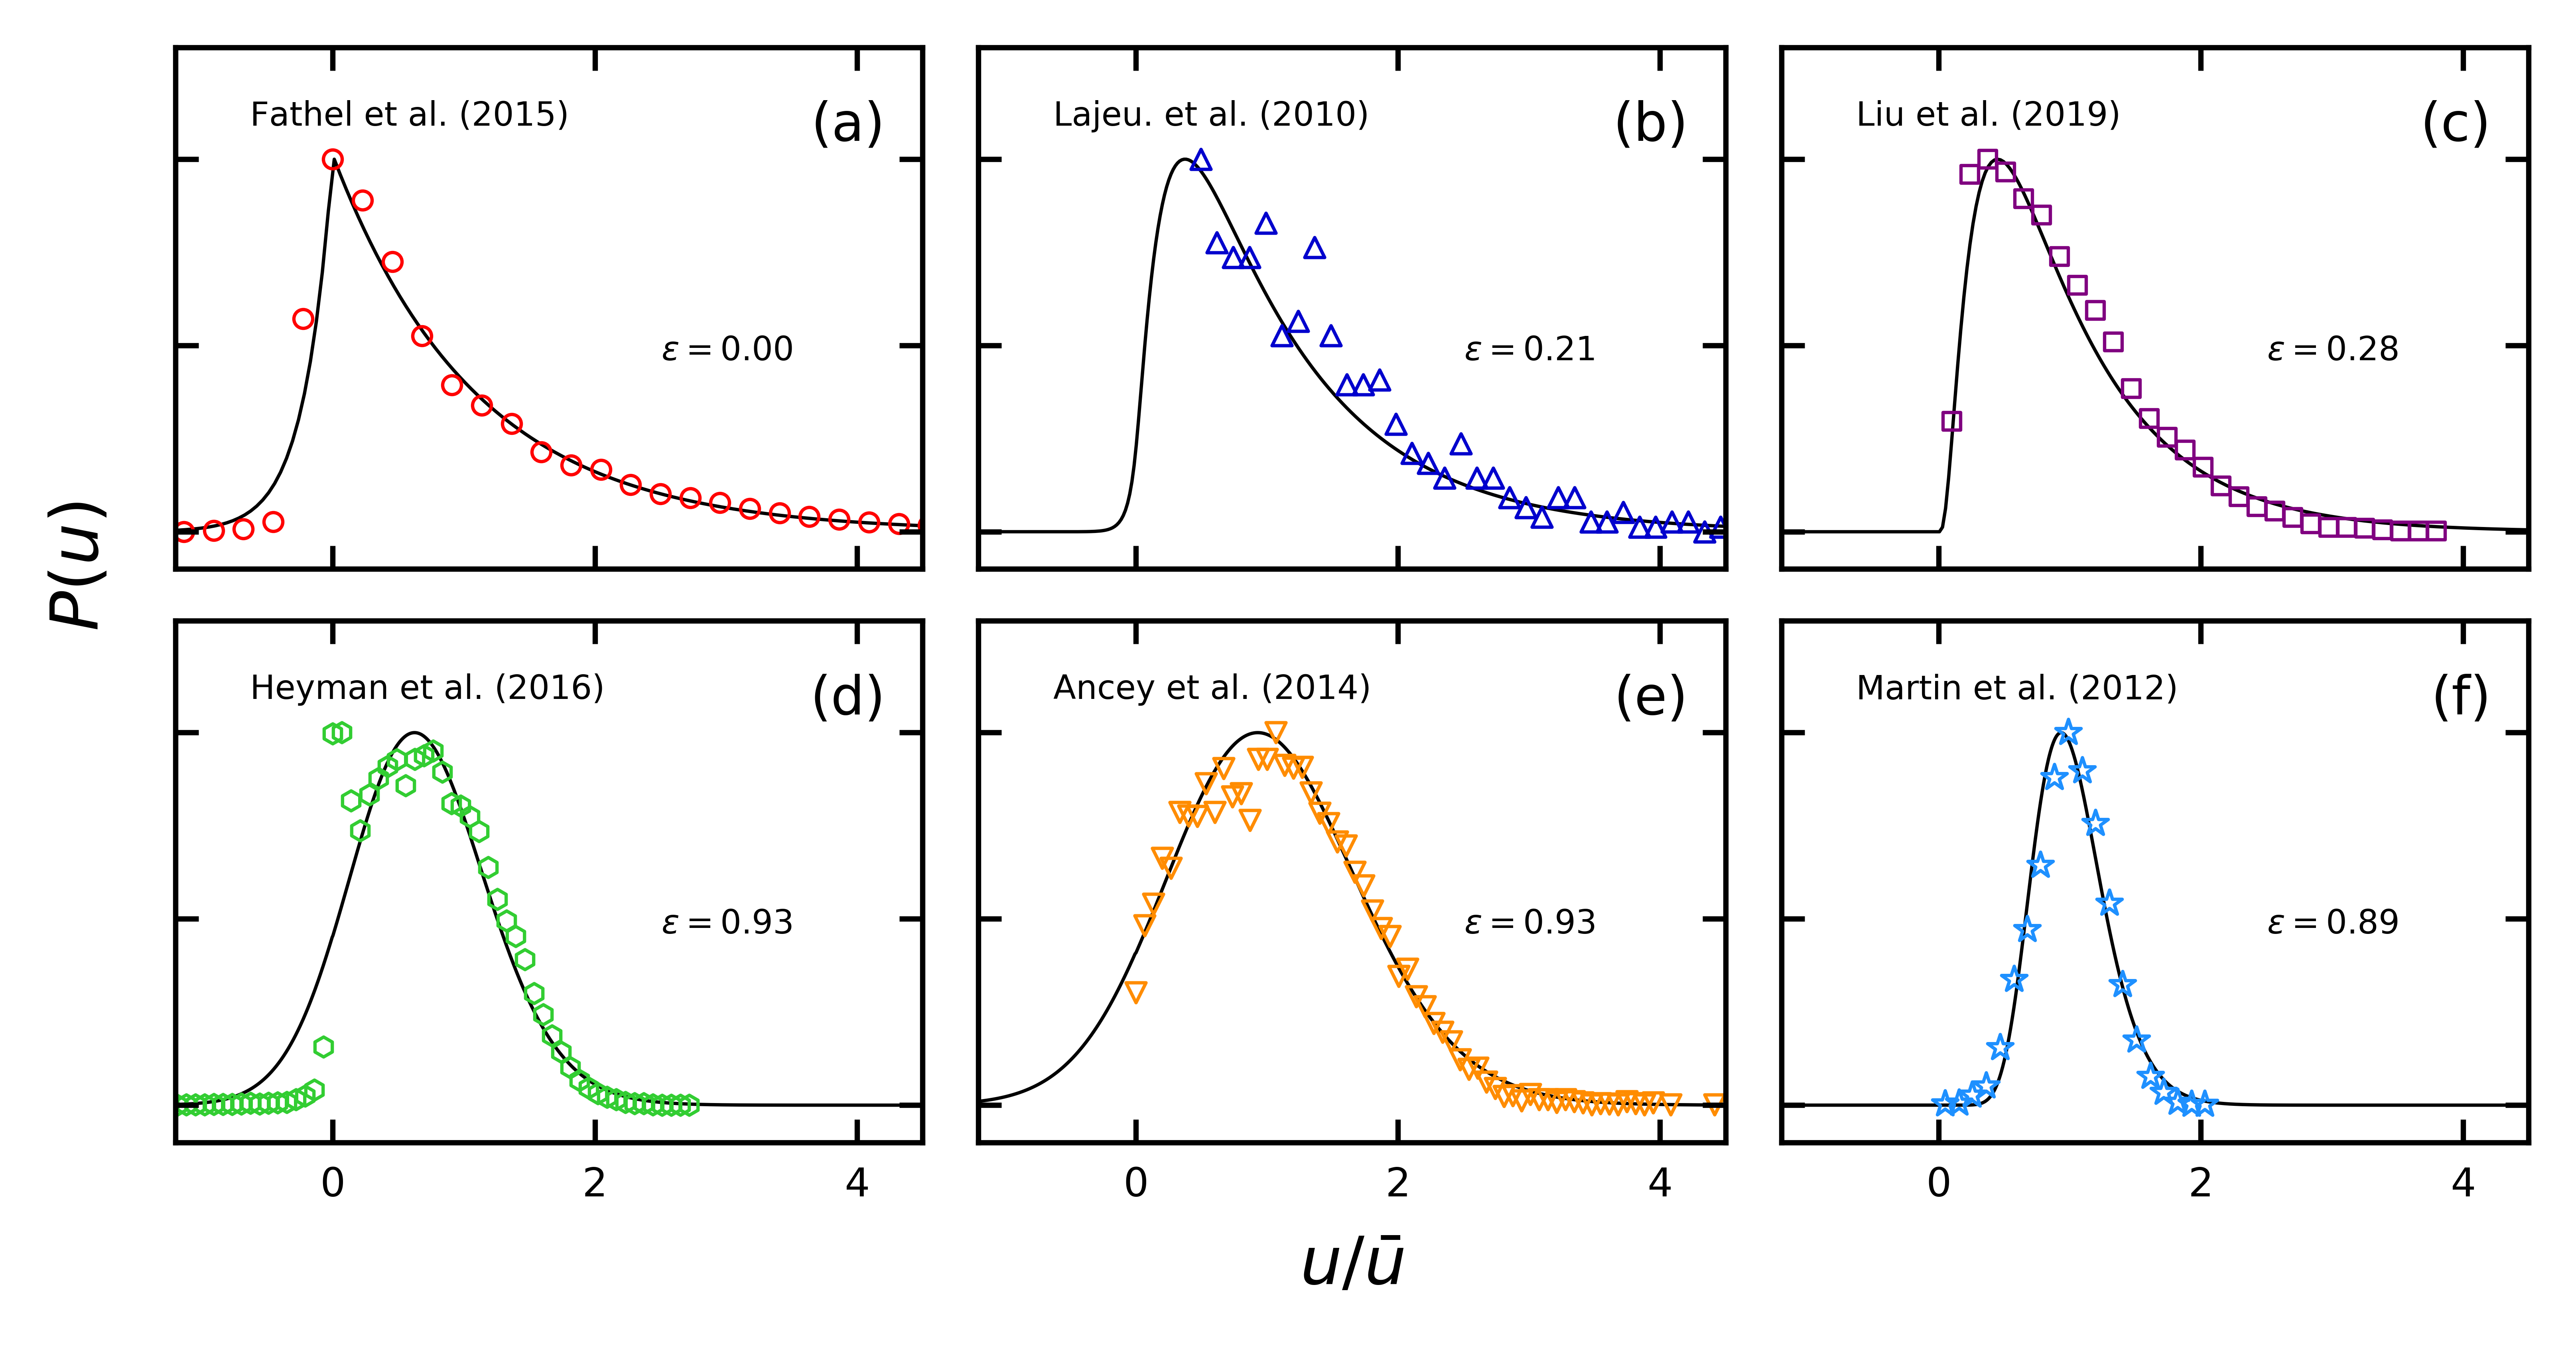 P(u)
Fathel et al. (2015)
(a)
ε = 0.00
Lajeu. et al. (2010)
(b)
ε = 0.21
Liu et al. (2019)
(c)
ε = 0.28
Heyman et al. (2016)
(d)
ε = 0.93
Ancey et al. (2014)
(e)
ε = 0.93
Martin et al. (2012)
(f)
ε = 0.89
0 2 4
0 2 4
0 2 4
u/ū